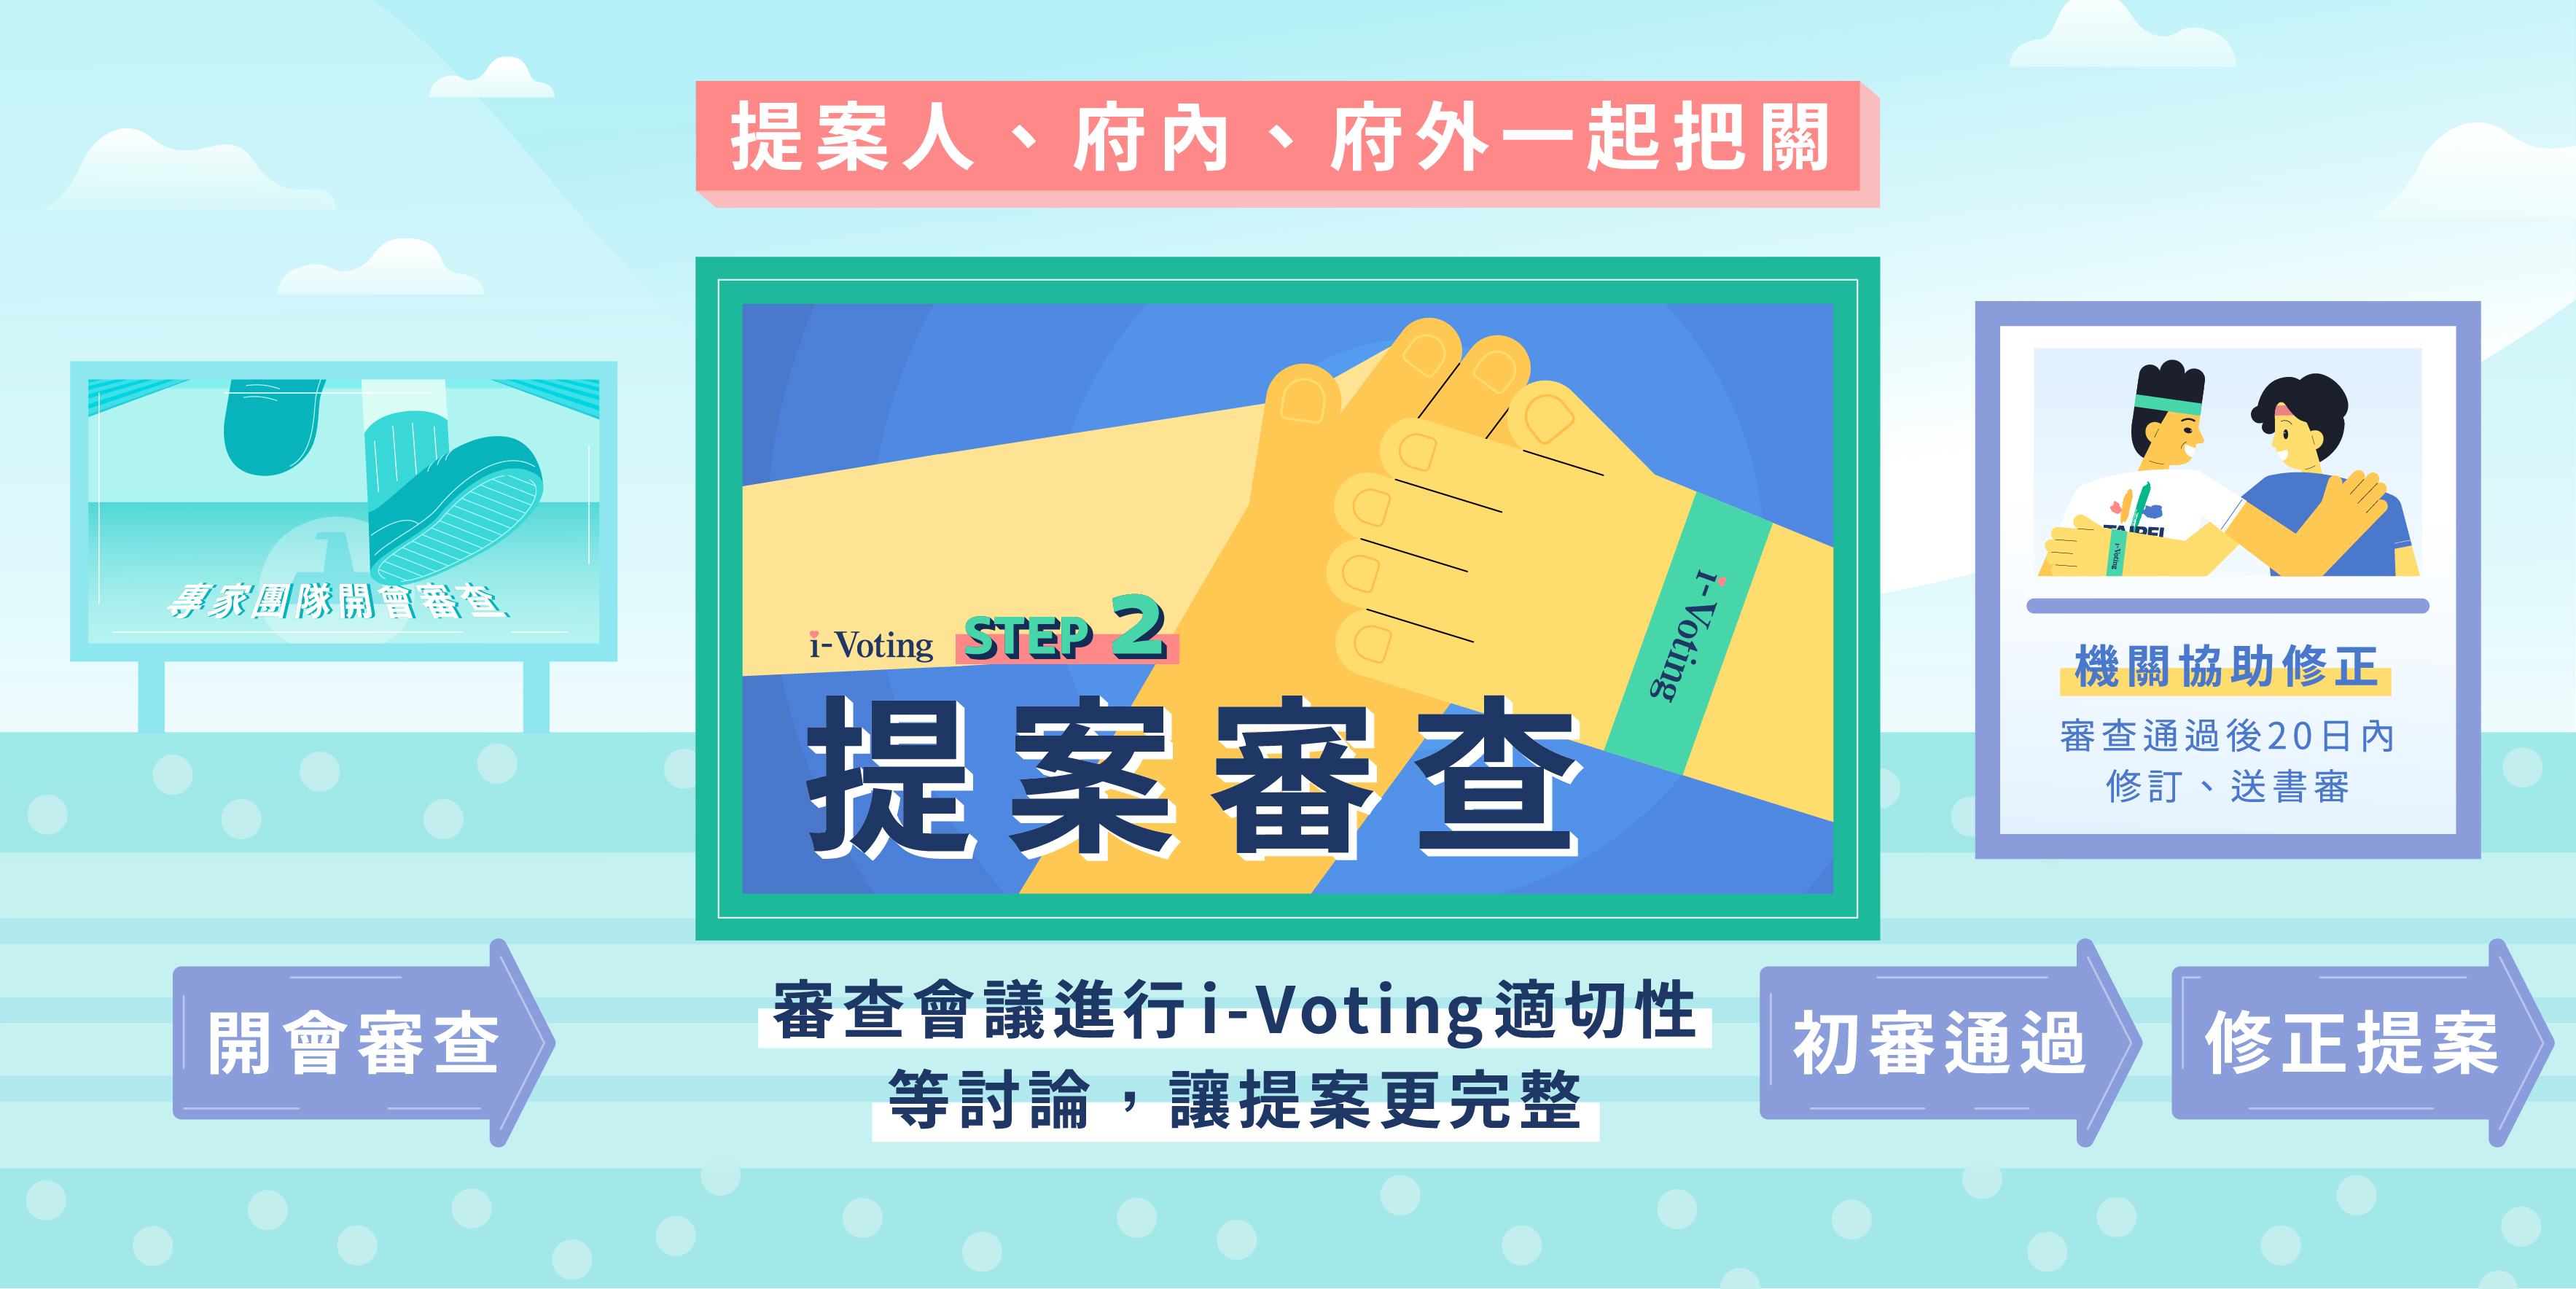 提案人、府內、府外一起把關
專家團隊開會審查
i-Voting STEP 2
提案審查
i-Voting
TAIPEI
i-Voting
機關協助修正
審查通過後20日內
修訂、送書審
開會審查
審查會議進行i-Voting適切性
等討論，讓提案更完整
初審通過
修正提案